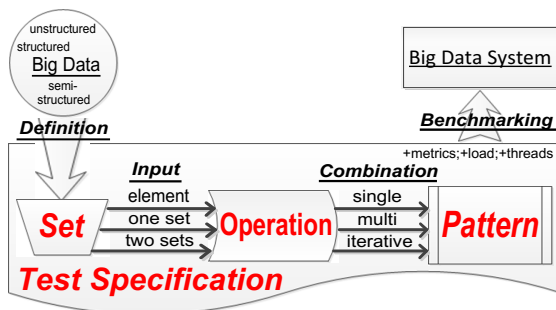 unstructured
structured
Big Data
semi-
structured
Definition
Big Data System
Benchmarking
+metrics;+load;+threads
Input
Combination
Set
element
one set
two sets
Operation
single
multi
iterative
Pattern
Test Specification